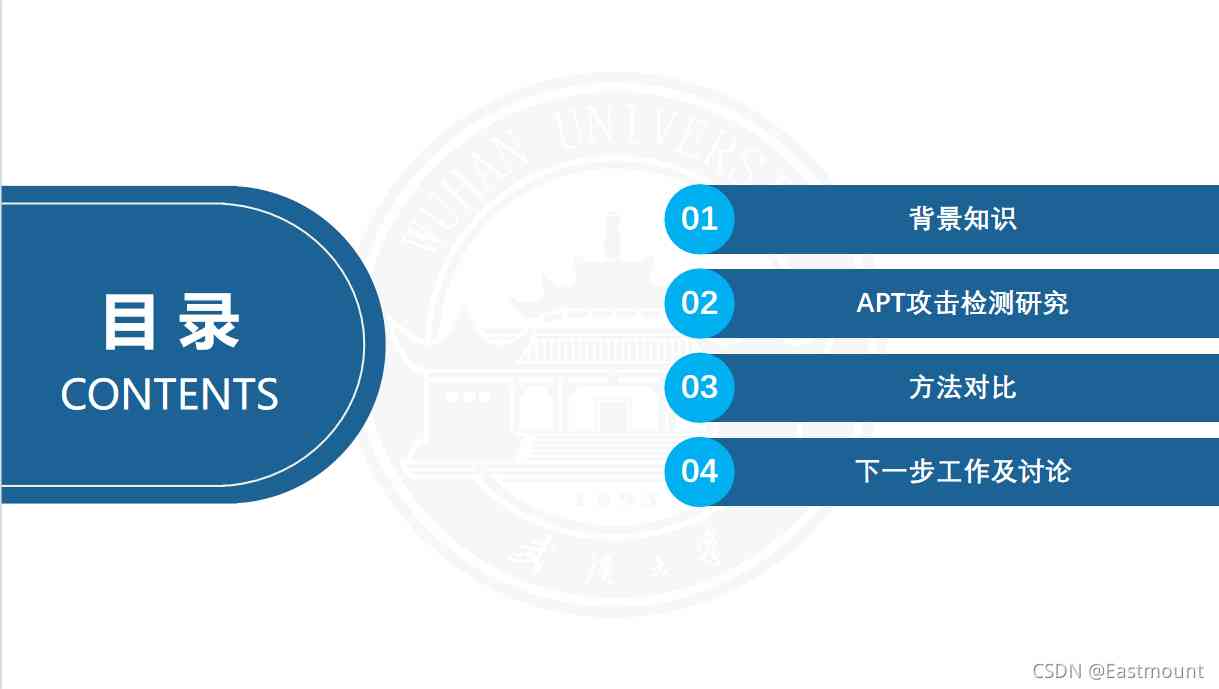 目 录
CONTENTS
01 背景知识
02 APT攻击检测研究
03 方法对比
04 下一步工作及讨论
WUHAN UNIVERS
1893
武汉大学
CSDN @Eastmount